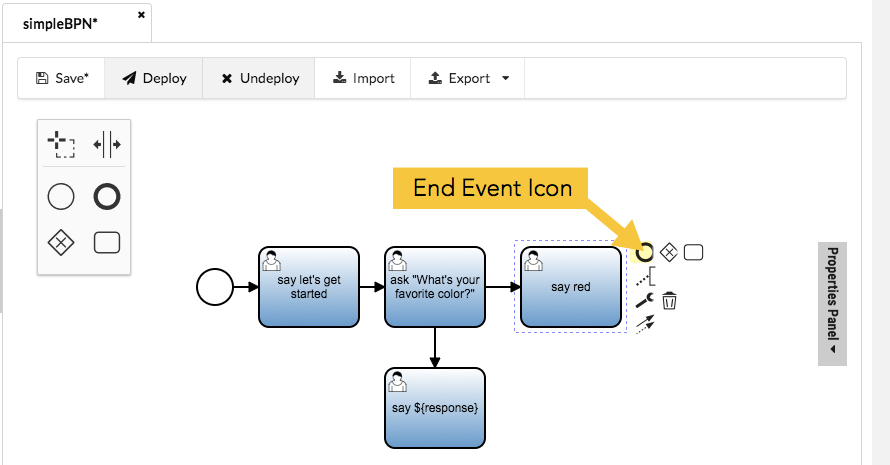 simpleBPN*
Save*
Deploy
Undeploy
Import
Export
End Event Icon
say let's get
started
ask "What's your
favorite color?"
say red
say ${response}
Properties Panel